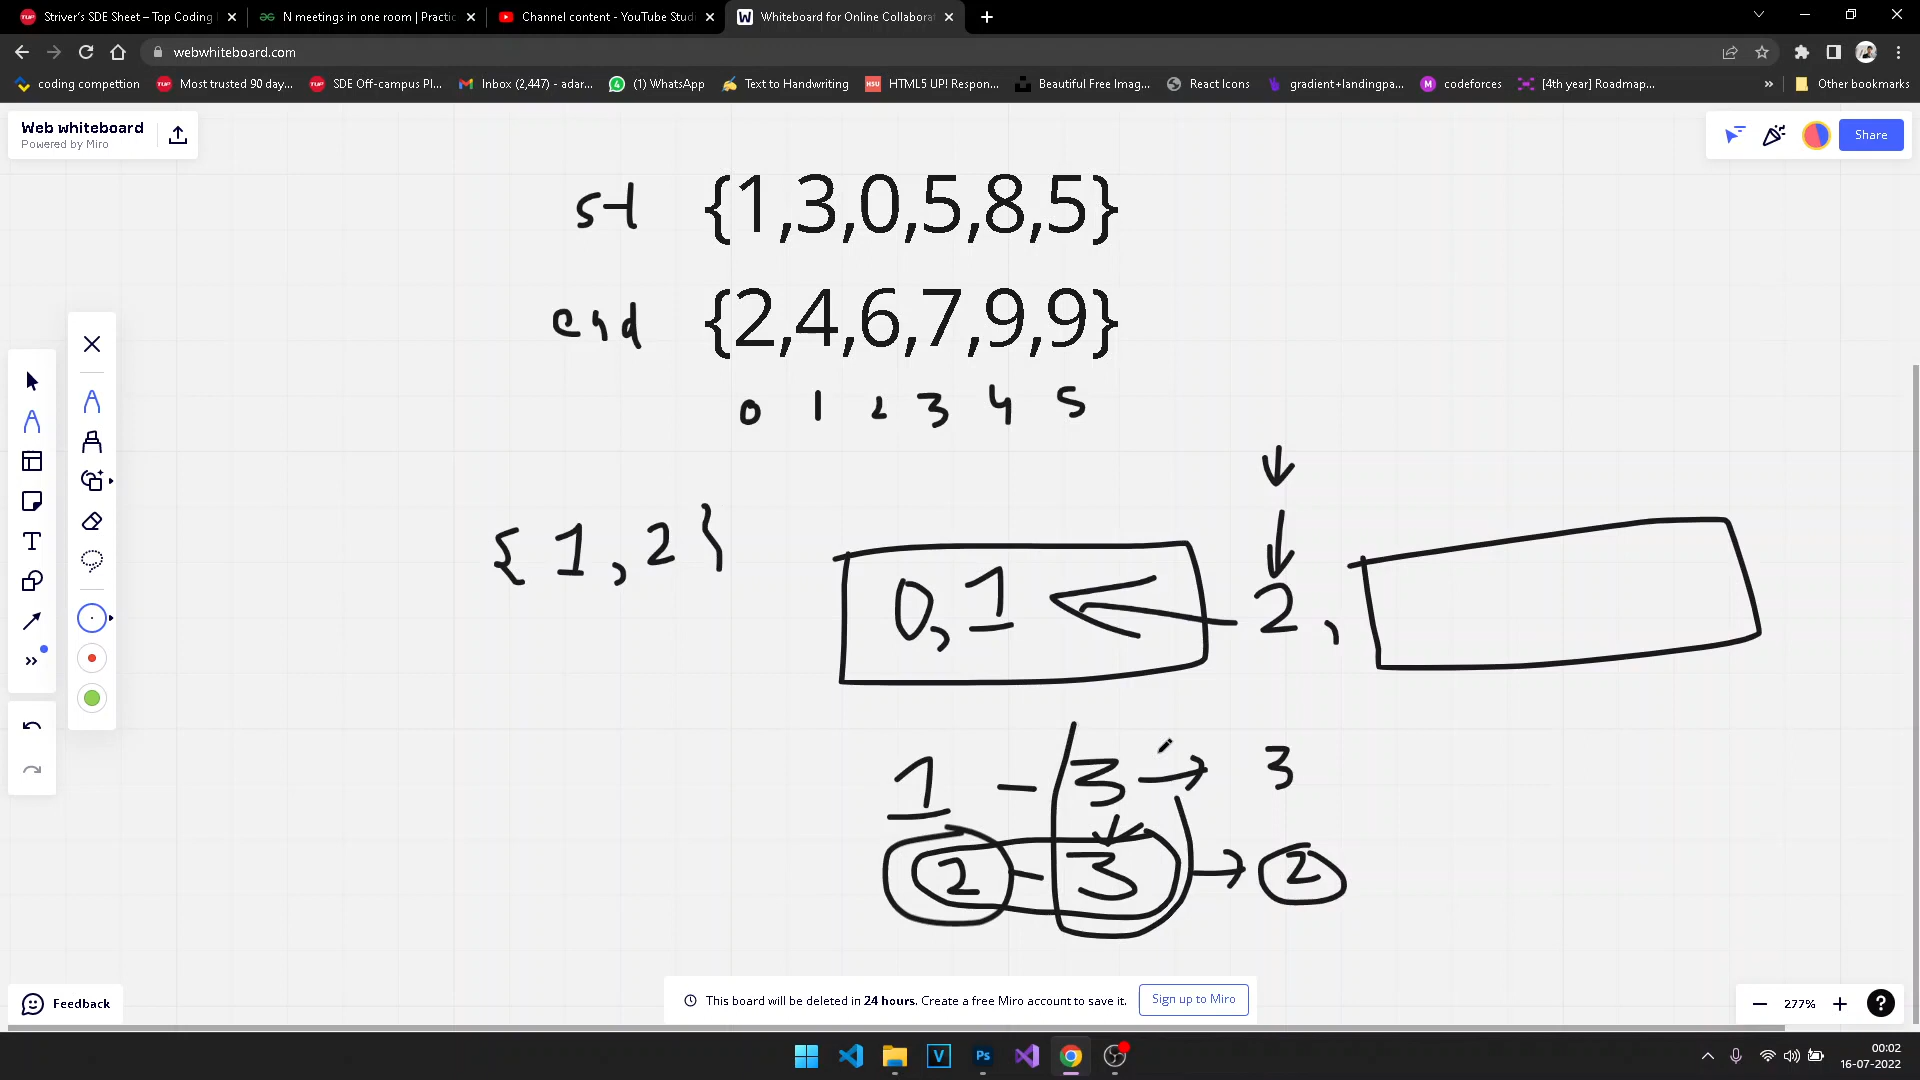 Striver's SDE Sheet – Top Coding
N meetings in one room | Practic
Channel content - YouTube Studi
Whiteboard for Online Collaborat
webwhiteboard.com
coding compettion
Most trusted 90 day...
SDE Off-campus Pl...
Inbox (2,447) - adar...
(1) WhatsApp
Text to Handwriting
HTML5 UP! Respon...
Beautiful Free Imag...
React Icons
gradient+landingpa...
codeforces
[4th year] Roadmap...
Other bookmarks
Web whiteboard
Powered by Miro
Share
st {1,3,0,5,8,5}
end {2,4,6,7,9,9}
0 1 2 3 4 5
{ 1, 2 }
0, 1 2 ,
1 - 3 → 3
2 - 3 → 2
This board will be deleted in 24 hours. Create a free Miro account to save it.
Sign up to Miro
Feedback
277%
00:02
16-07-2022